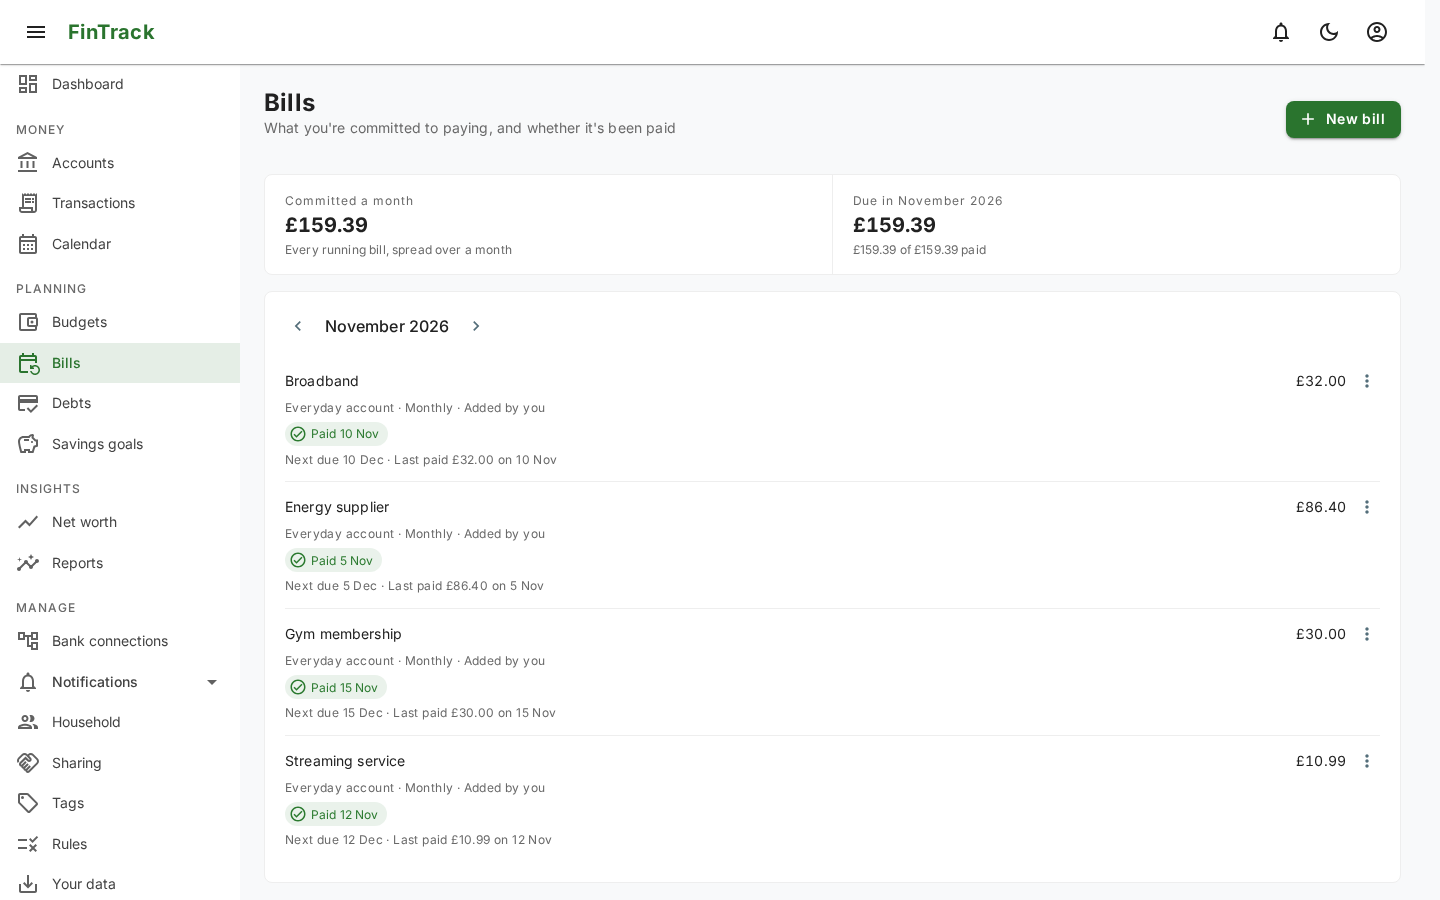 FinTrack
Dashboard
MONEY
Accounts
Transactions
Calendar
PLANNING
Budgets
Bills
Debts
Savings goals
INSIGHTS
Net worth
Reports
MANAGE
Bank connections
Notifications
Household
Sharing
Tags
Rules
Your data
Bills
What you're committed to paying, and whether it's been paid
New bill
Committed a month
£159.39
Every running bill, spread over a month
Due in November 2026
£159.39
£159.39 of £159.39 paid
November 2026
Broadband £32.00
Everyday account · Monthly · Added by you
Paid 10 Nov
Next due 10 Dec · Last paid £32.00 on 10 Nov
Energy supplier £86.40
Everyday account · Monthly · Added by you
Paid 5 Nov
Next due 5 Dec · Last paid £86.40 on 5 Nov
Gym membership £30.00
Everyday account · Monthly · Added by you
Paid 15 Nov
Next due 15 Dec · Last paid £30.00 on 15 Nov
Streaming service £10.99
Everyday account · Monthly · Added by you
Paid 12 Nov
Next due 12 Dec · Last paid £10.99 on 12 Nov